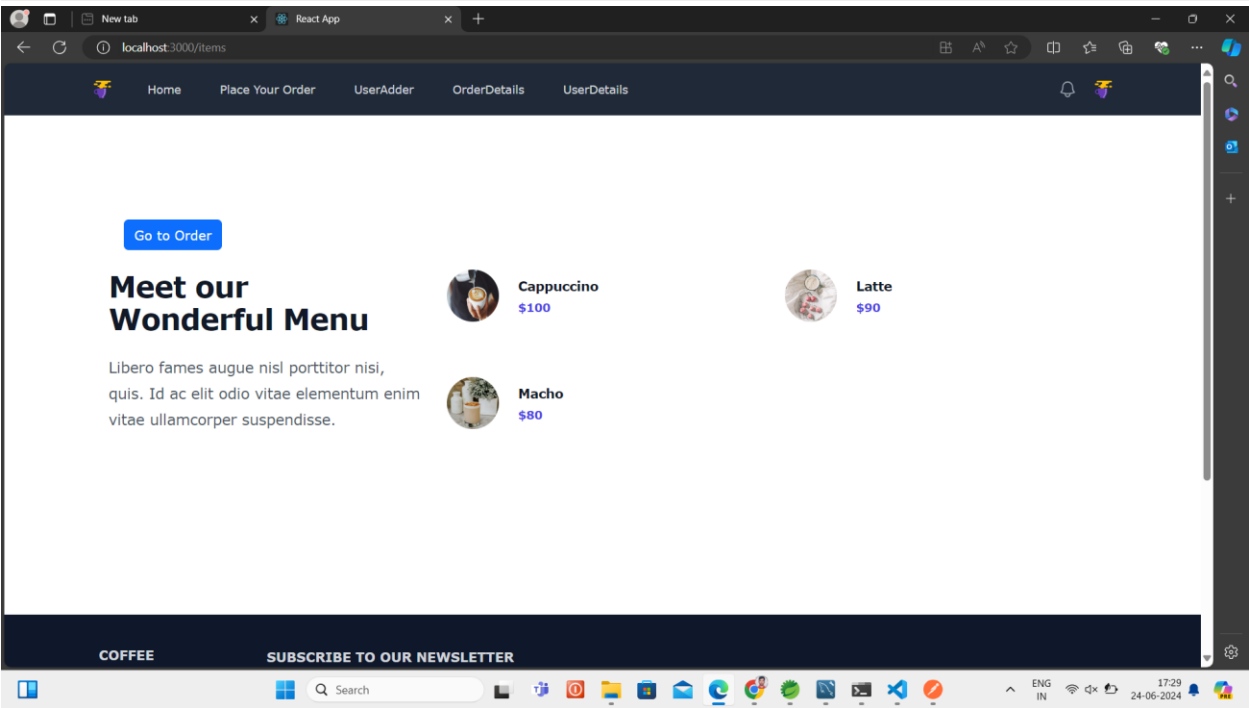 New tab
React App
localhost:3000/items
Home
Place Your Order
UserAdder
OrderDetails
UserDetails
Go to Order
Meet our
Wonderful Menu
Libero fames augue nisl porttitor nisi,
quis. Id ac elit odio vitae elementum enim
vitae ullamcorper suspendisse.
Cappuccino
$100
Latte
$90
Macho
$80
COFFEE
SUBSCRIBE TO OUR NEWSLETTER
Search
ENG
IN
17:29
24-06-2024